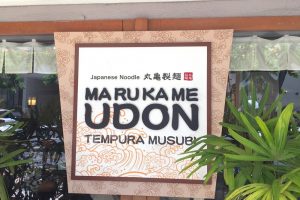 Japanese Noodle 丸亀製麺
MARUKAME
UDON
TEMPURA MUSUBI